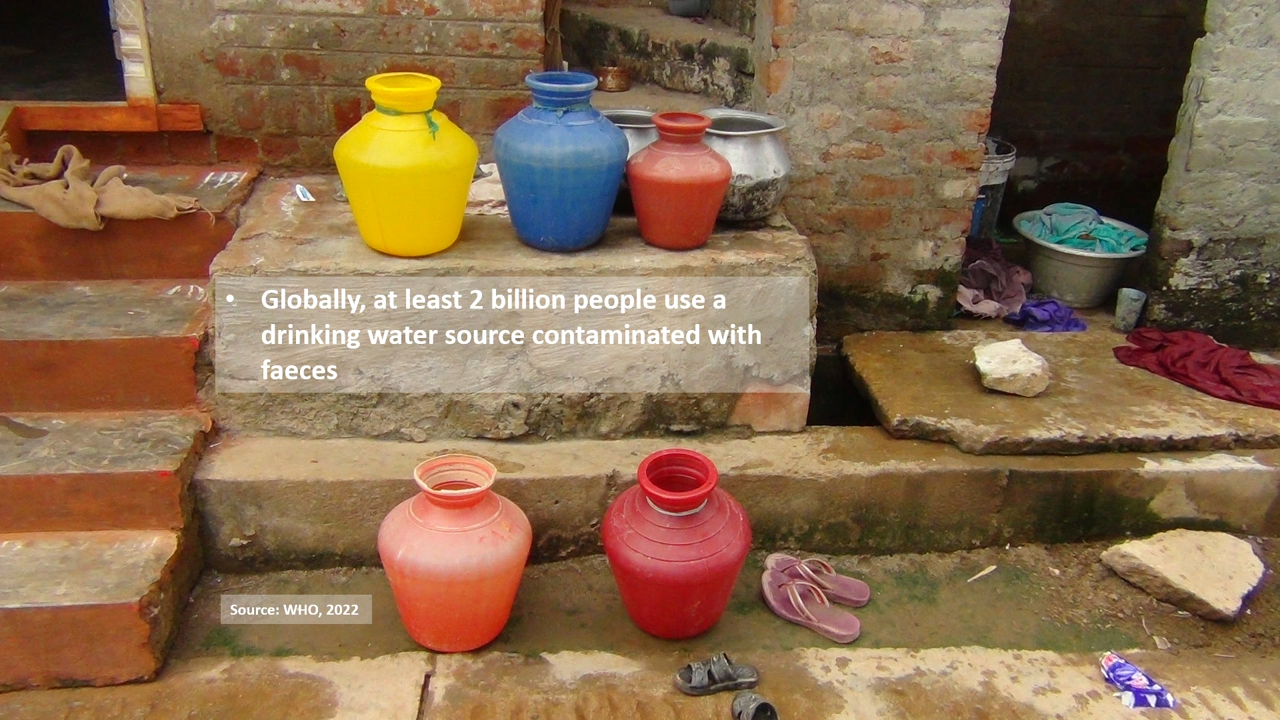 • Globally, at least 2 billion people use a
drinking water source contaminated with
faeces
Source: WHO, 2022